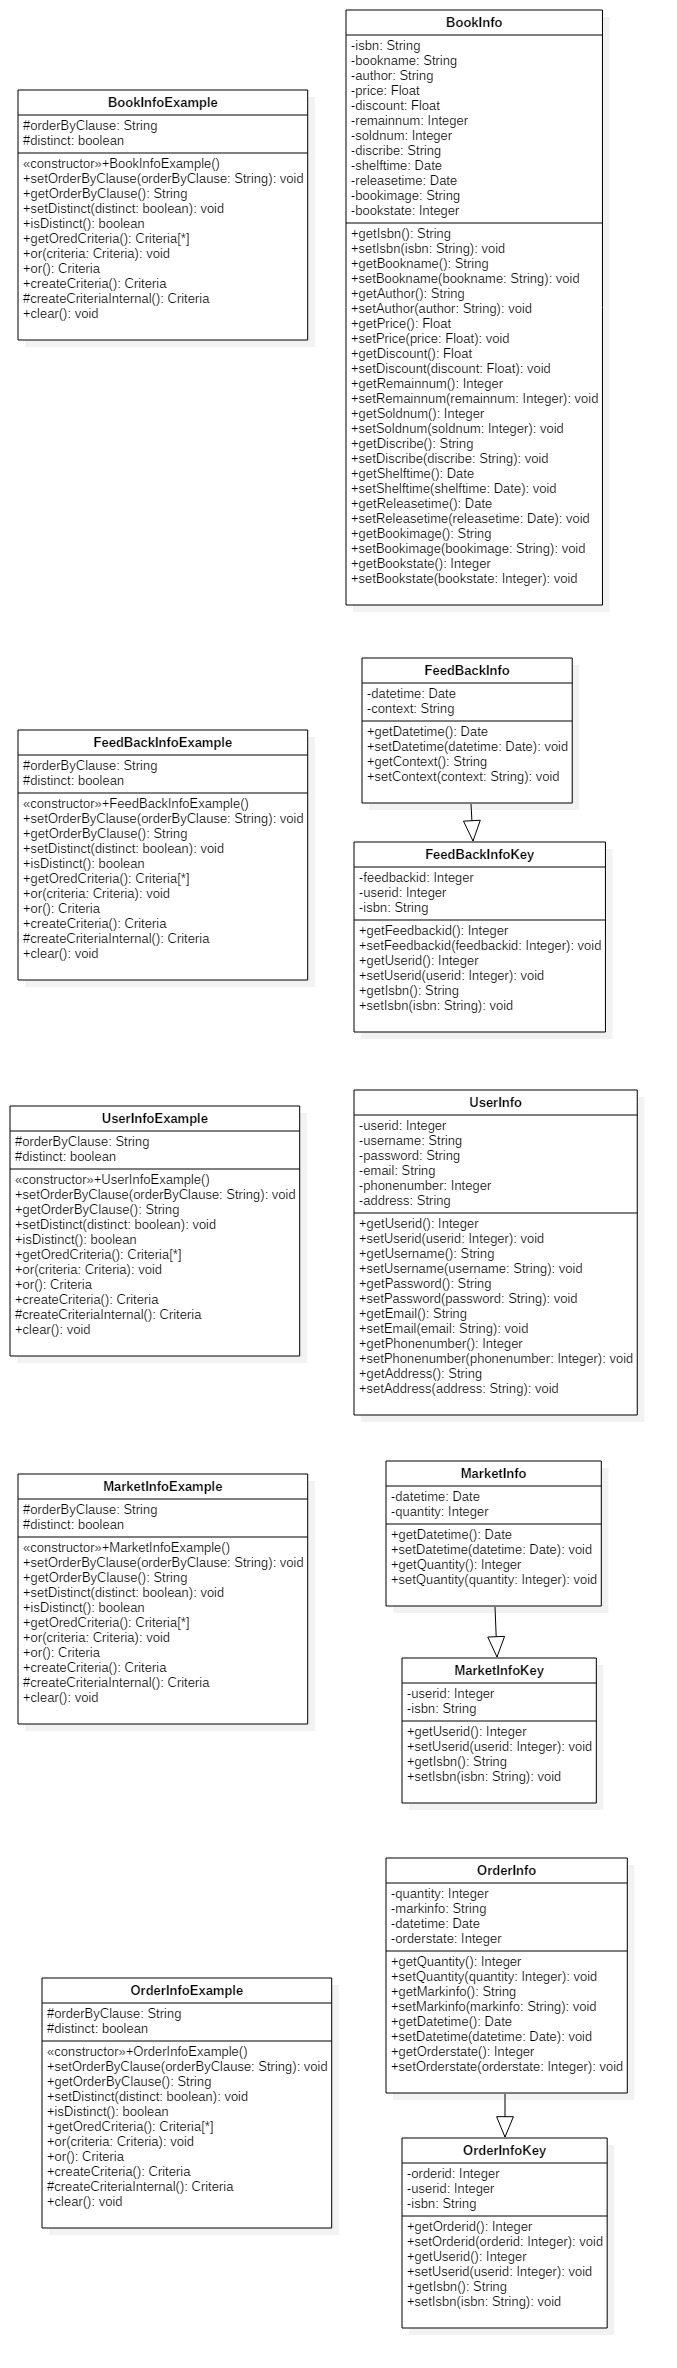 BookInfo
-isbn: String
-bookname: String
-author: String
-price: Float
-discount: Float
-remainnum: Integer
-soldnum: Integer
-discribe: String
-shelftime: Date
-releasetime: Date
-bookimage: String
-bookstate: Integer
+getIsbn(): String
+setIsbn(isbn: String): void
+getBookname(): String
+setBookname(bookname: String): void
+getAuthor(): String
+setAuthor(author: String): void
+getPrice(): Float
+setPrice(price: Float): void
+getDiscount(): Float
+setDiscount(discount: Float): void
+getRemainnum(): Integer
+setRemainnum(remainnum: Integer): void
+getSoldnum(): Integer
+setSoldnum(soldnum: Integer): void
+getDiscribe(): String
+setDiscribe(discribe: String): void
+getShelftime(): Date
+setShelftime(shelftime: Date): void
+getReleasetime(): Date
+setReleasetime(releasetime: Date): void
+getBookimage(): String
+setBookimage(bookimage: String): void
+getBookstate(): Integer
+setBookstate(bookstate: Integer): void
BookInfoExample
#orderByClause: String
#distinct: boolean
«constructor»+BookInfoExample()
+setOrderByClause(orderByClause: String): void
+getOrderByClause(): String
+setDistinct(distinct: boolean): void
+isDistinct(): boolean
+getOredCriteria(): Criteria[*]
+or(criteria: Criteria): void
+or(): Criteria
+createCriteria(): Criteria
#createCriteriaInternal(): Criteria
+clear(): void
FeedBackInfo
-datetime: Date
-context: String
+getDatetime(): Date
+setDatetime(datetime: Date): void
+getContext(): String
+setContext(context: String): void
FeedBackInfoExample
#orderByClause: String
#distinct: boolean
«constructor»+FeedBackInfoExample()
+setOrderByClause(orderByClause: String): void
+getOrderByClause(): String
+setDistinct(distinct: boolean): void
+isDistinct(): boolean
+getOredCriteria(): Criteria[*]
+or(criteria: Criteria): void
+or(): Criteria
+createCriteria(): Criteria
#createCriteriaInternal(): Criteria
+clear(): void
FeedBackInfoKey
-feedbackid: Integer
-userid: Integer
-isbn: String
+getFeedbackid(): Integer
+setFeedbackid(feedbackid: Integer): void
+getUserid(): Integer
+setUserid(userid: Integer): void
+getIsbn(): String
+setIsbn(isbn: String): void
UserInfoExample
#orderByClause: String
#distinct: boolean
«constructor»+UserInfoExample()
+setOrderByClause(orderByClause: String): void
+getOrderByClause(): String
+setDistinct(distinct: boolean): void
+isDistinct(): boolean
+getOredCriteria(): Criteria[*]
+or(criteria: Criteria): void
+or(): Criteria
+createCriteria(): Criteria
#createCriteriaInternal(): Criteria
+clear(): void
UserInfo
-userid: Integer
-username: String
-password: String
-email: String
-phonenumber: Integer
-address: String
+getUserid(): Integer
+setUserid(userid: Integer): void
+getUsername(): String
+setUsername(username: String): void
+getPassword(): String
+setPassword(password: String): void
+getEmail(): String
+setEmail(email: String): void
+getPhonenumber(): Integer
+setPhonenumber(phonenumber: Integer): void
+getAddress(): String
+setAddress(address: String): void
MarketInfoExample
#orderByClause: String
#distinct: boolean
«constructor»+MarketInfoExample()
+setOrderByClause(orderByClause: String): void
+getOrderByClause(): String
+setDistinct(distinct: boolean): void
+isDistinct(): boolean
+getOredCriteria(): Criteria[*]
+or(criteria: Criteria): void
+or(): Criteria
+createCriteria(): Criteria
#createCriteriaInternal(): Criteria
+clear(): void
MarketInfo
-datetime: Date
-quantity: Integer
+getDatetime(): Date
+setDatetime(datetime: Date): void
+getQuantity(): Integer
+setQuantity(quantity: Integer): void
MarketInfoKey
-userid: Integer
-isbn: String
+getUserid(): Integer
+setUserid(userid: Integer): void
+getIsbn(): String
+setIsbn(isbn: String): void
OrderInfo
-quantity: Integer
-markinfo: String
-datetime: Date
-orderstate: Integer
+getQuantity(): Integer
+setQuantity(quantity: Integer): void
+getMarkinfo(): String
+setMarkinfo(markinfo: String): void
+getDatetime(): Date
+setDatetime(datetime: Date): void
+getOrderstate(): Integer
+setOrderstate(orderstate: Integer): void
OrderInfoExample
#orderByClause: String
#distinct: boolean
«constructor»+OrderInfoExample()
+setOrderByClause(orderByClause: String): void
+getOrderByClause(): String
+setDistinct(distinct: boolean): void
+isDistinct(): boolean
+getOredCriteria(): Criteria[*]
+or(criteria: Criteria): void
+or(): Criteria
+createCriteria(): Criteria
#createCriteriaInternal(): Criteria
+clear(): void
OrderInfoKey
-orderid: Integer
-userid: Integer
-isbn: String
+getOrderid(): Integer
+setOrderid(orderid: Integer): void
+getUserid(): Integer
+setUserid(userid: Integer): void
+getIsbn(): String
+setIsbn(isbn: String): void